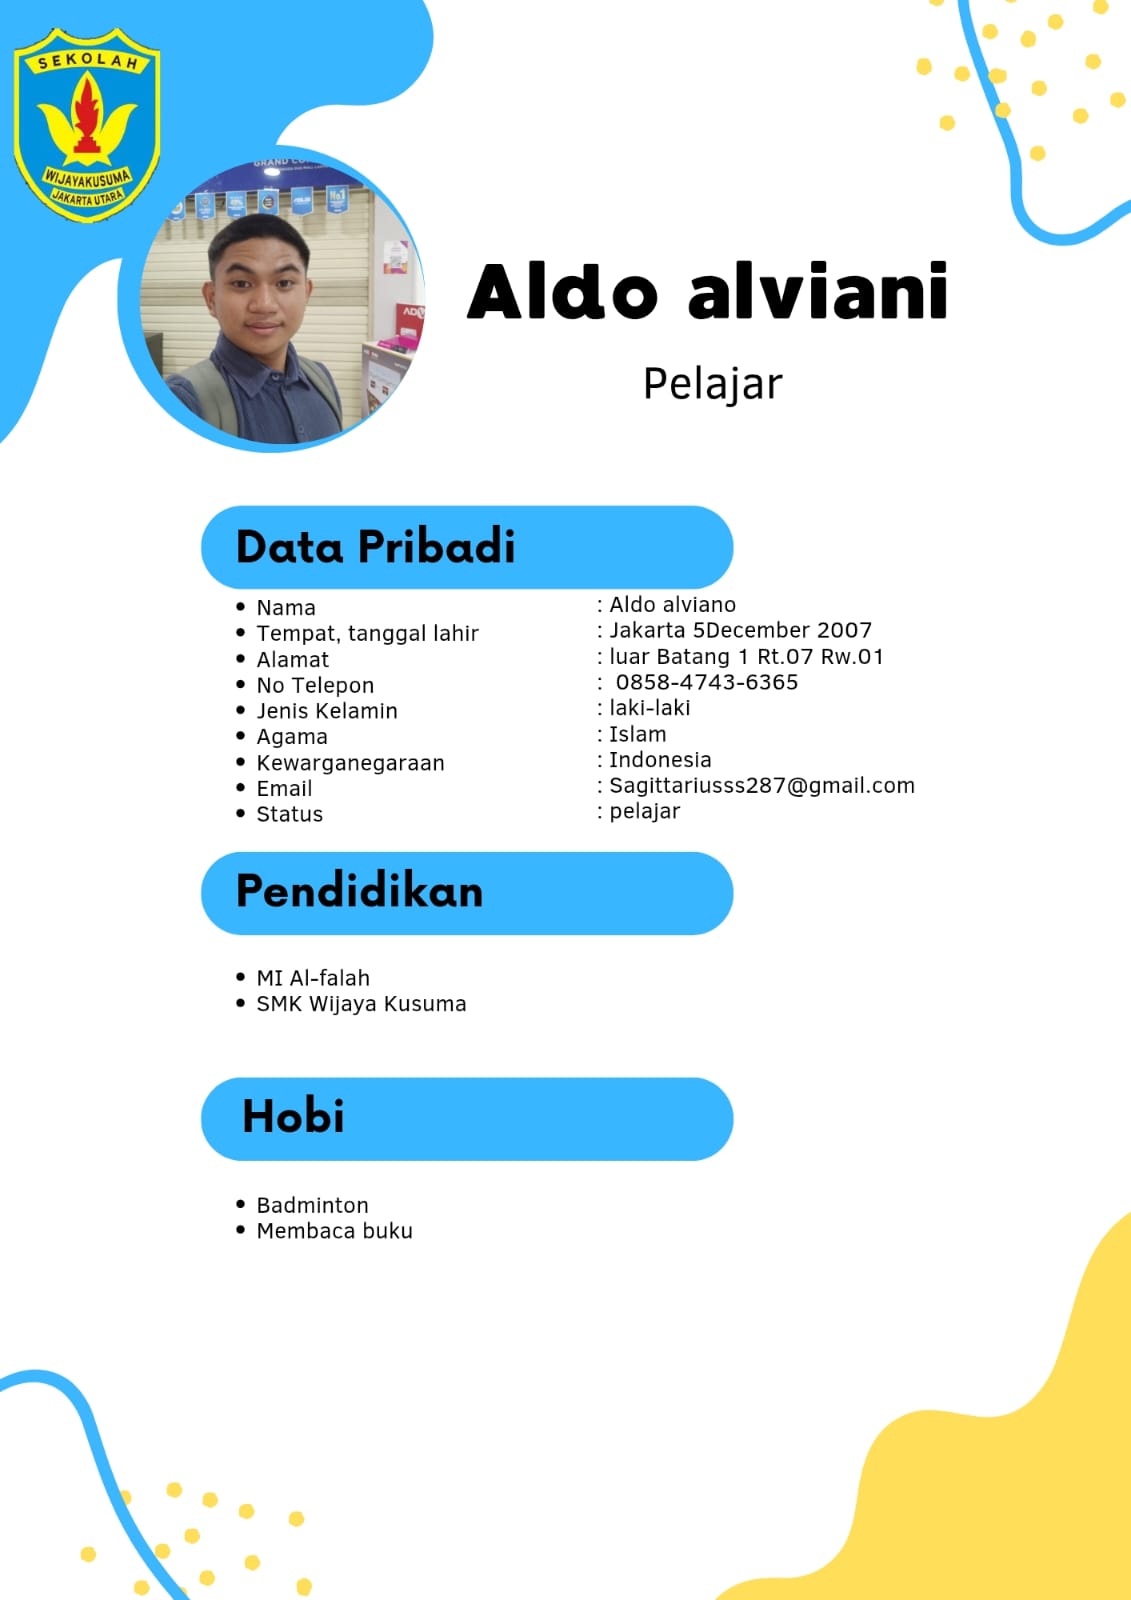 SEKOLAH
WIJAYAKUSUMA
JAKARTA UTARA
No1
ASUS
Aldo alviani
Pelajar
Data Pribadi
Nama : Aldo alviano
Tempat, tanggal lahir : Jakarta 5December 2007
Alamat : luar Batang 1 Rt.07 Rw.01
No Telepon : 0858-4743-6365
Jenis Kelamin : laki-laki
Agama : Islam
Kewarganegaraan : Indonesia
Email : Sagittariusss287@gmail.com
Status : pelajar
Pendidikan
MI Al-falah
SMK Wijaya Kusuma
Hobi
Badminton
Membaca buku